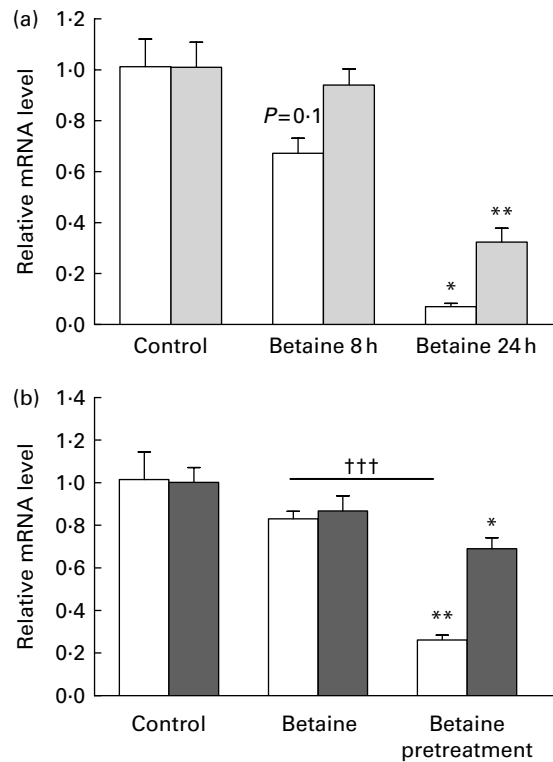 (a)
1·2
1·0
0·8
0·6
0·4
0·2
0·0
Relative mRNA level
P=0·1
*
**
Control Betaine 8 h Betaine 24 h
(b)
1·4
1·2
1·0
0·8
0·6
0·4
0·2
0·0
Relative mRNA level
†††
**
*
Control Betaine Betaine
pretreatment